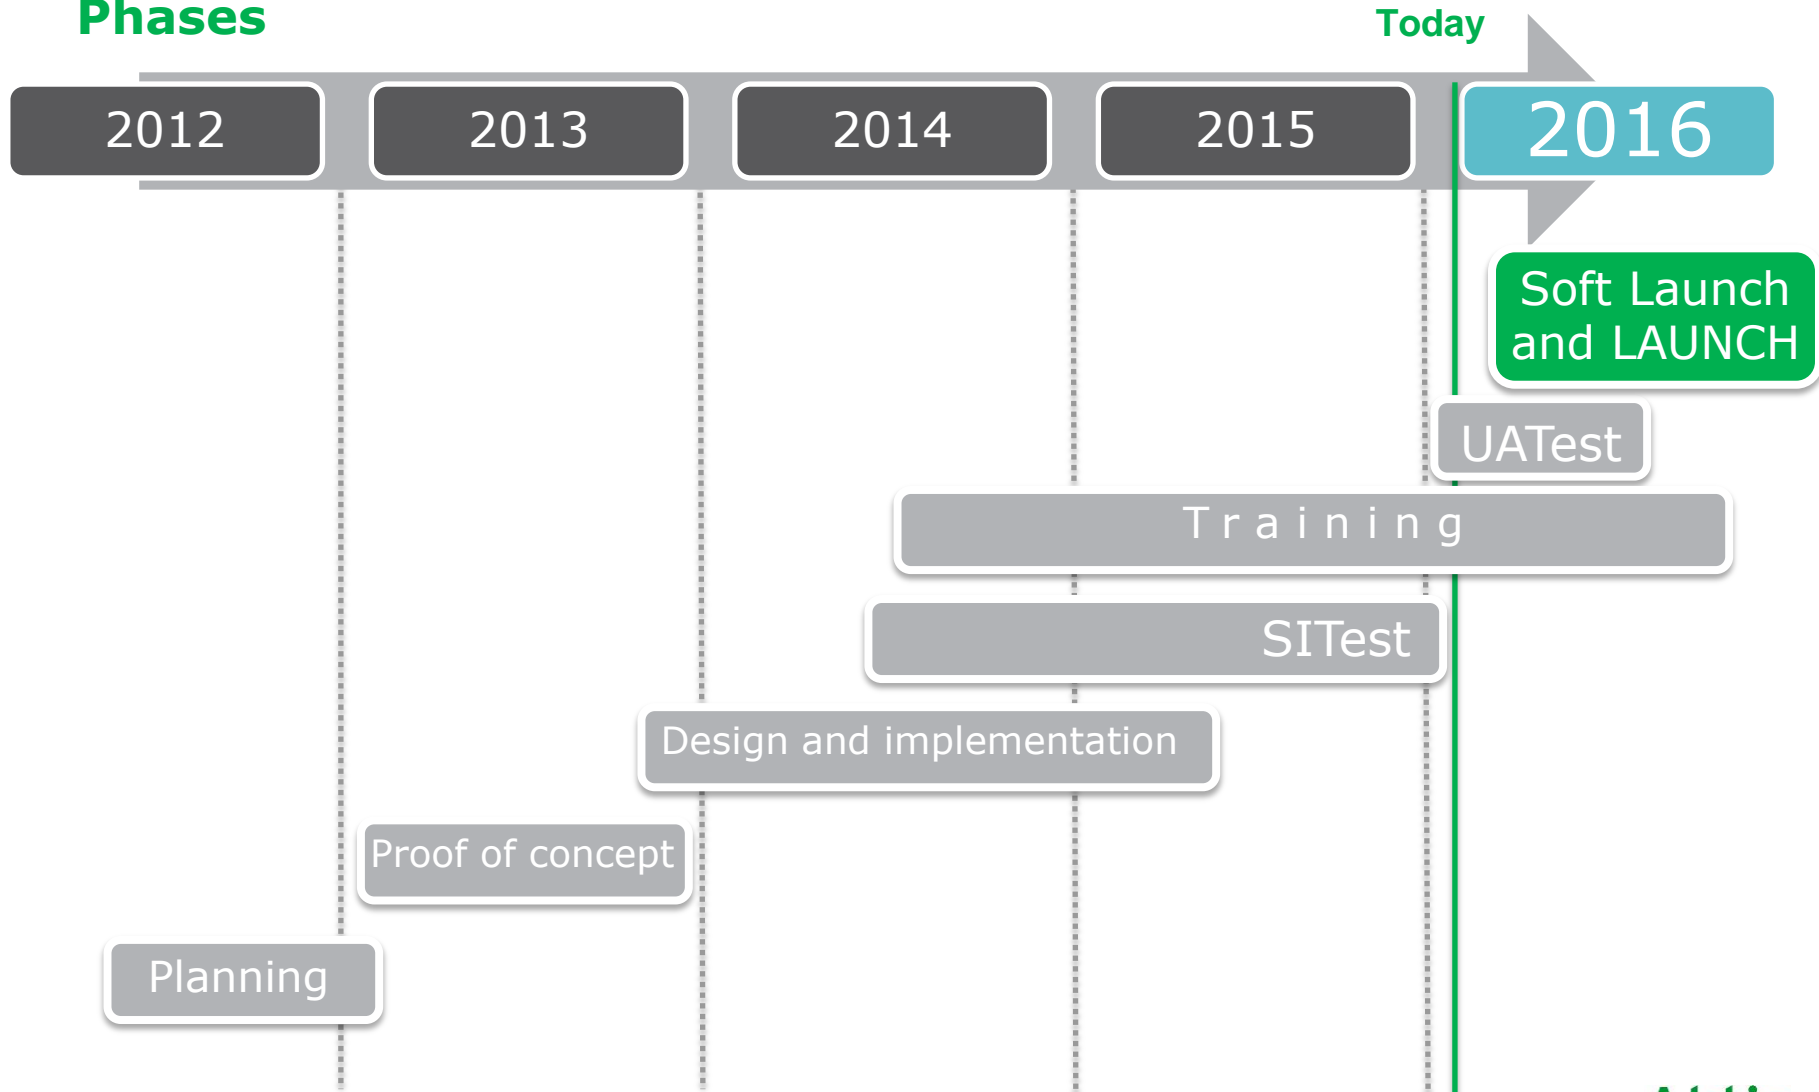 Phases
Today
2012
2013
2014
2015
2016
Soft Launch
and LAUNCH
UATest
Training
SITest
Design and implementation
Proof of concept
Planning